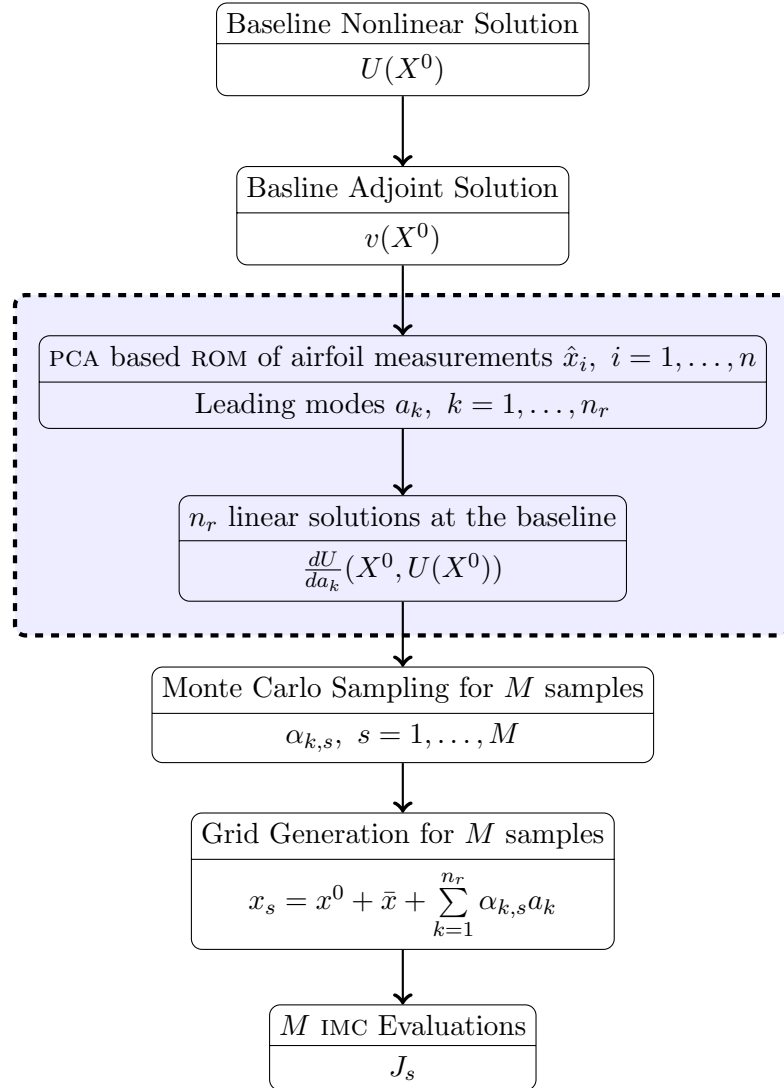 Baseline Nonlinear Solution
U(X^0)
Basline Adjoint Solution
v(X^0)
PCA based ROM of airfoil measurements x̂_i, i = 1, . . . , n
Leading modes a_k, k = 1, . . . , n_r
n_r linear solutions at the baseline
\frac{dU}{da_k}(X^0, U(X^0))
Monte Carlo Sampling for M samples
α_{k,s}, s = 1, . . . , M
Grid Generation for M samples
x_s = x^0 + x̄ + \sum_{k=1}^{n_r} α_{k,s} a_k
M IMC Evaluations
J_s